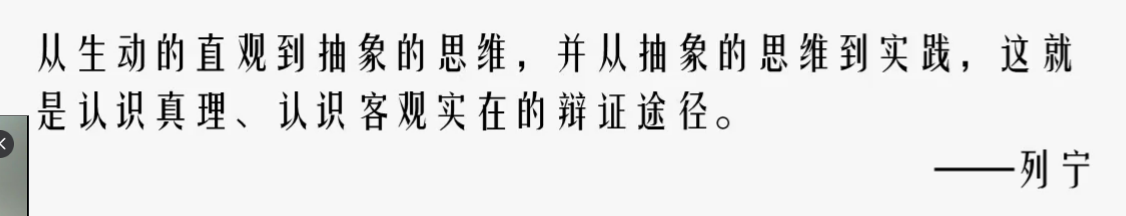 从生动的直观到抽象的思维，并从抽象的思维到实践，这就
是认识真理、认识客观实在的辩证途径。
——列宁